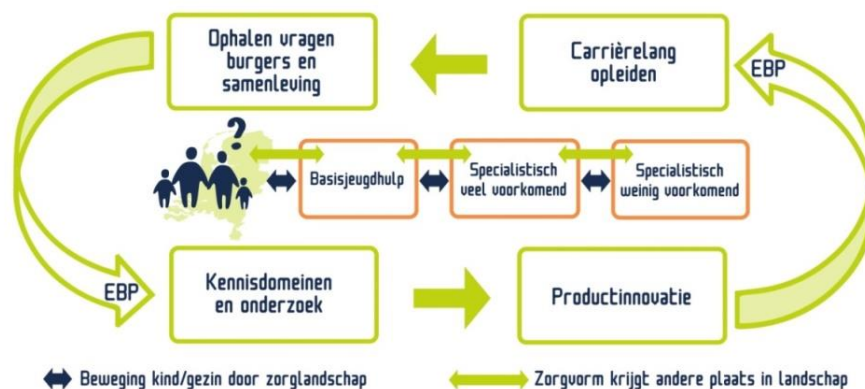 Ophalen vragen
burgers en
samenleving
Carrièrelang
opleiden
EBP
?
Basisjeugdhulp
Specialistisch
veel voorkomend
Specialistisch
weinig voorkomend
EBP
Kennisdomeinen
en onderzoek
Productinnovatie
Beweging kind/gezin door zorglandschap
Zorgvorm krijgt andere plaats in landschap